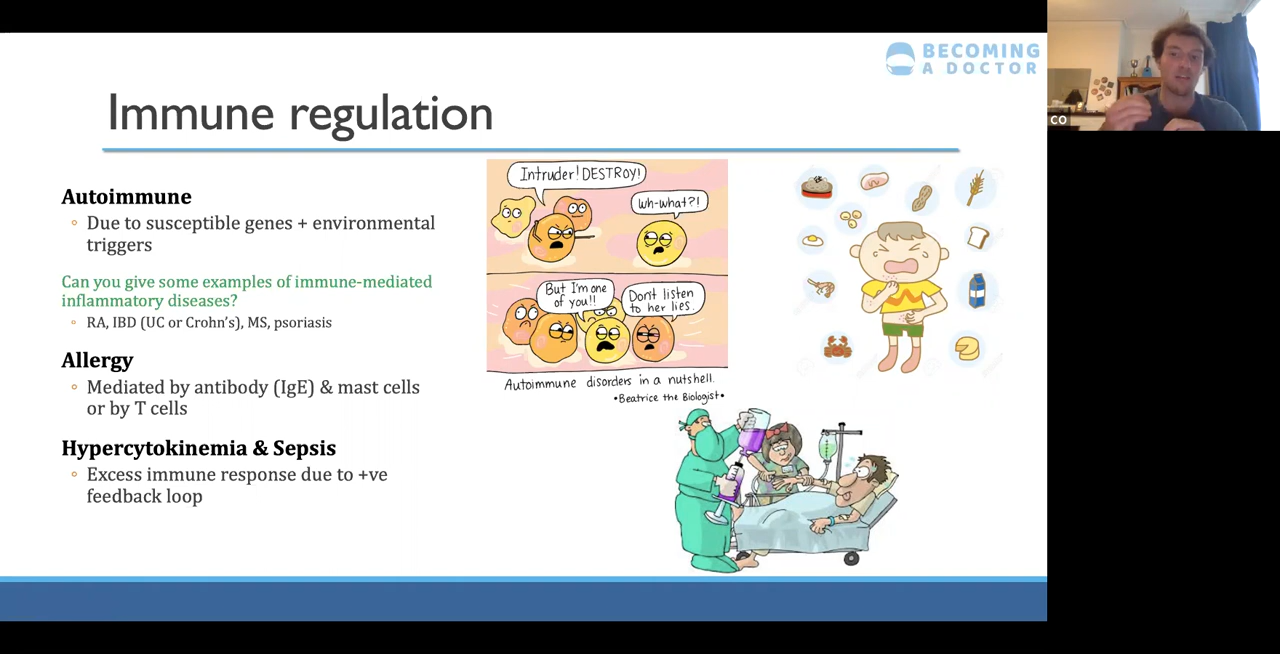 BECOMING
A DOCTOR
CO
Immune regulation
Autoimmune
◦ Due to susceptible genes + environmental
triggers
Can you give some examples of immune-mediated
inflammatory diseases?
◦ RA, IBD (UC or Crohn's), MS, psoriasis
Allergy
◦ Mediated by antibody (IgE) & mast cells
or by T cells
Hypercytokinemia & Sepsis
◦ Excess immune response due to +ve
feedback loop
Intruder! DESTROY!
Wh-what?!
But I'm one
of you!!
Don't listen
to her lies.
Autoimmune disorders in a nutshell.
•Beatrice the Biologist•